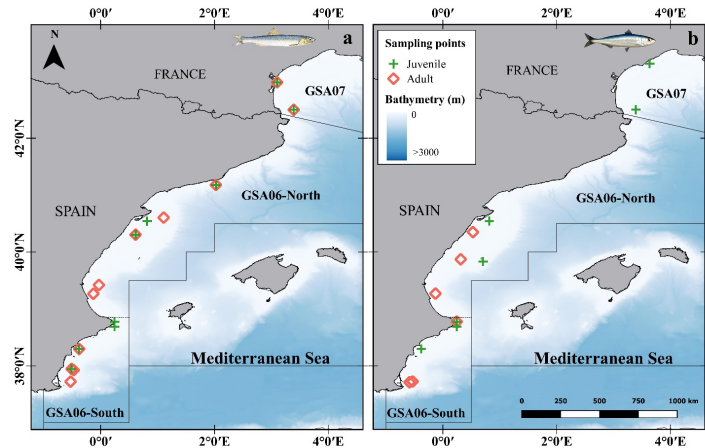 0°0' 2°0'E 4°0'E 0°0' 2°0'E 4°0'E
N
a
b
FRANCE
GSA07
42°0'N
SPAIN
GSA06-North
40°0'N
Mediterranean Sea
38°0'N
GSA06-South
0°0' 2°0'E 4°0'E
Sampling points
Juvenile
Adult
Bathymetry (m)
0
>3000
GSA07
GSA06-North
SPAIN
Mediterranean Sea
GSA06-South
0 250 500 750 1000 km
0°0' 2°0'E 4°0'E